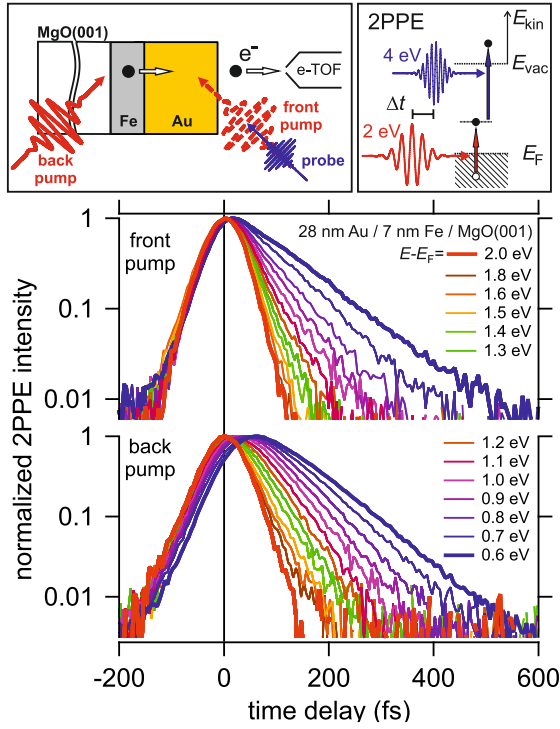 MgO(001)
e-
e-TOF
Fe
Au
back
pump
front
pump
probe
2PPE
Ekin
Evac
4 eV
Δt
2 eV
EF
normalized 2PPE intensity
1
0.1
0.01
front
pump
28 nm Au / 7 nm Fe / MgO(001)
E-EF= 2.0 eV
1.8 eV
1.6 eV
1.5 eV
1.4 eV
1.3 eV
1
0.1
0.01
back
pump
1.2 eV
1.1 eV
1.0 eV
0.9 eV
0.8 eV
0.7 eV
0.6 eV
-200 0 200 400 600
time delay (fs)